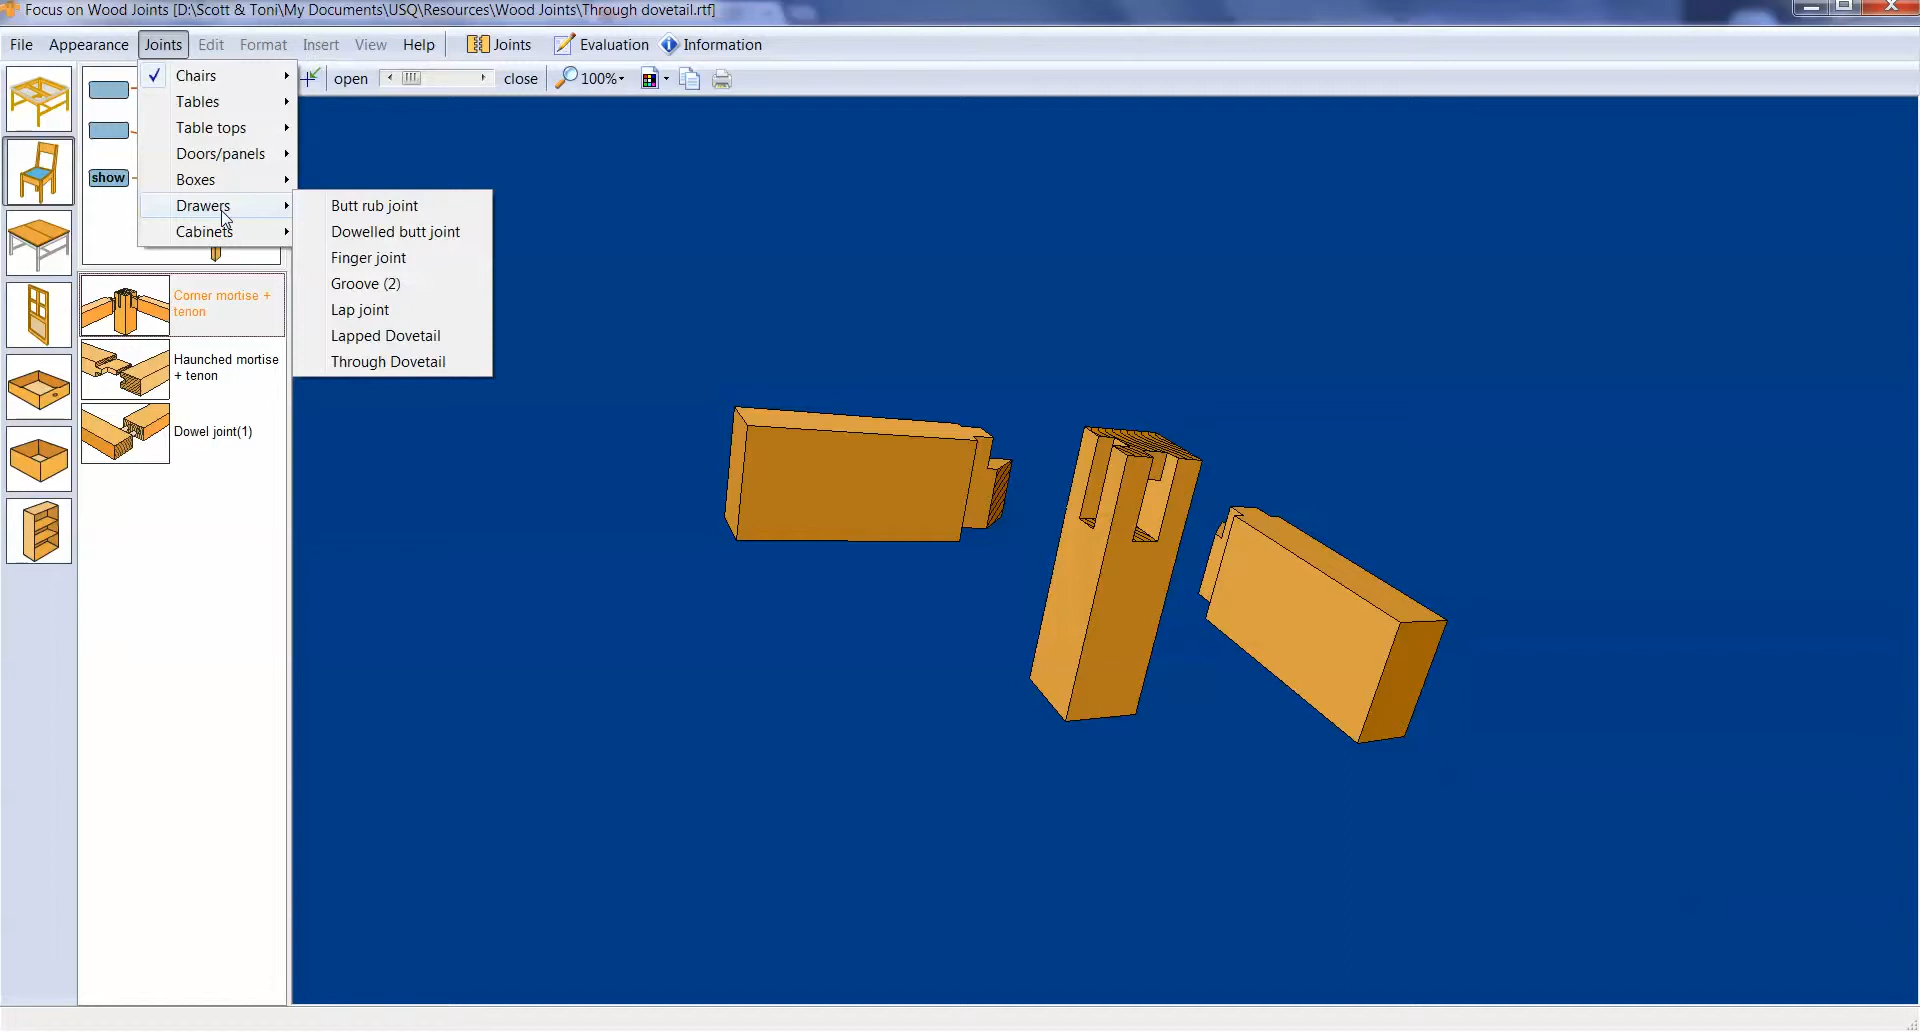 Focus on Wood Joints [D:\Scott & Toni\My Documents\USQ\Resources\Wood Joints\Through dovetail.rtf]
File Appearance Joints Edit Format Insert View Help Joints Evaluation Information
open close 100%
show
Chairs
Tables
Table tops
Doors/panels
Boxes
Drawers
Cabinets
Butt rub joint
Dowelled butt joint
Finger joint
Groove (2)
Lap joint
Lapped Dovetail
Through Dovetail
Corner mortise +
tenon
Haunched mortise
+ tenon
Dowel joint(1)